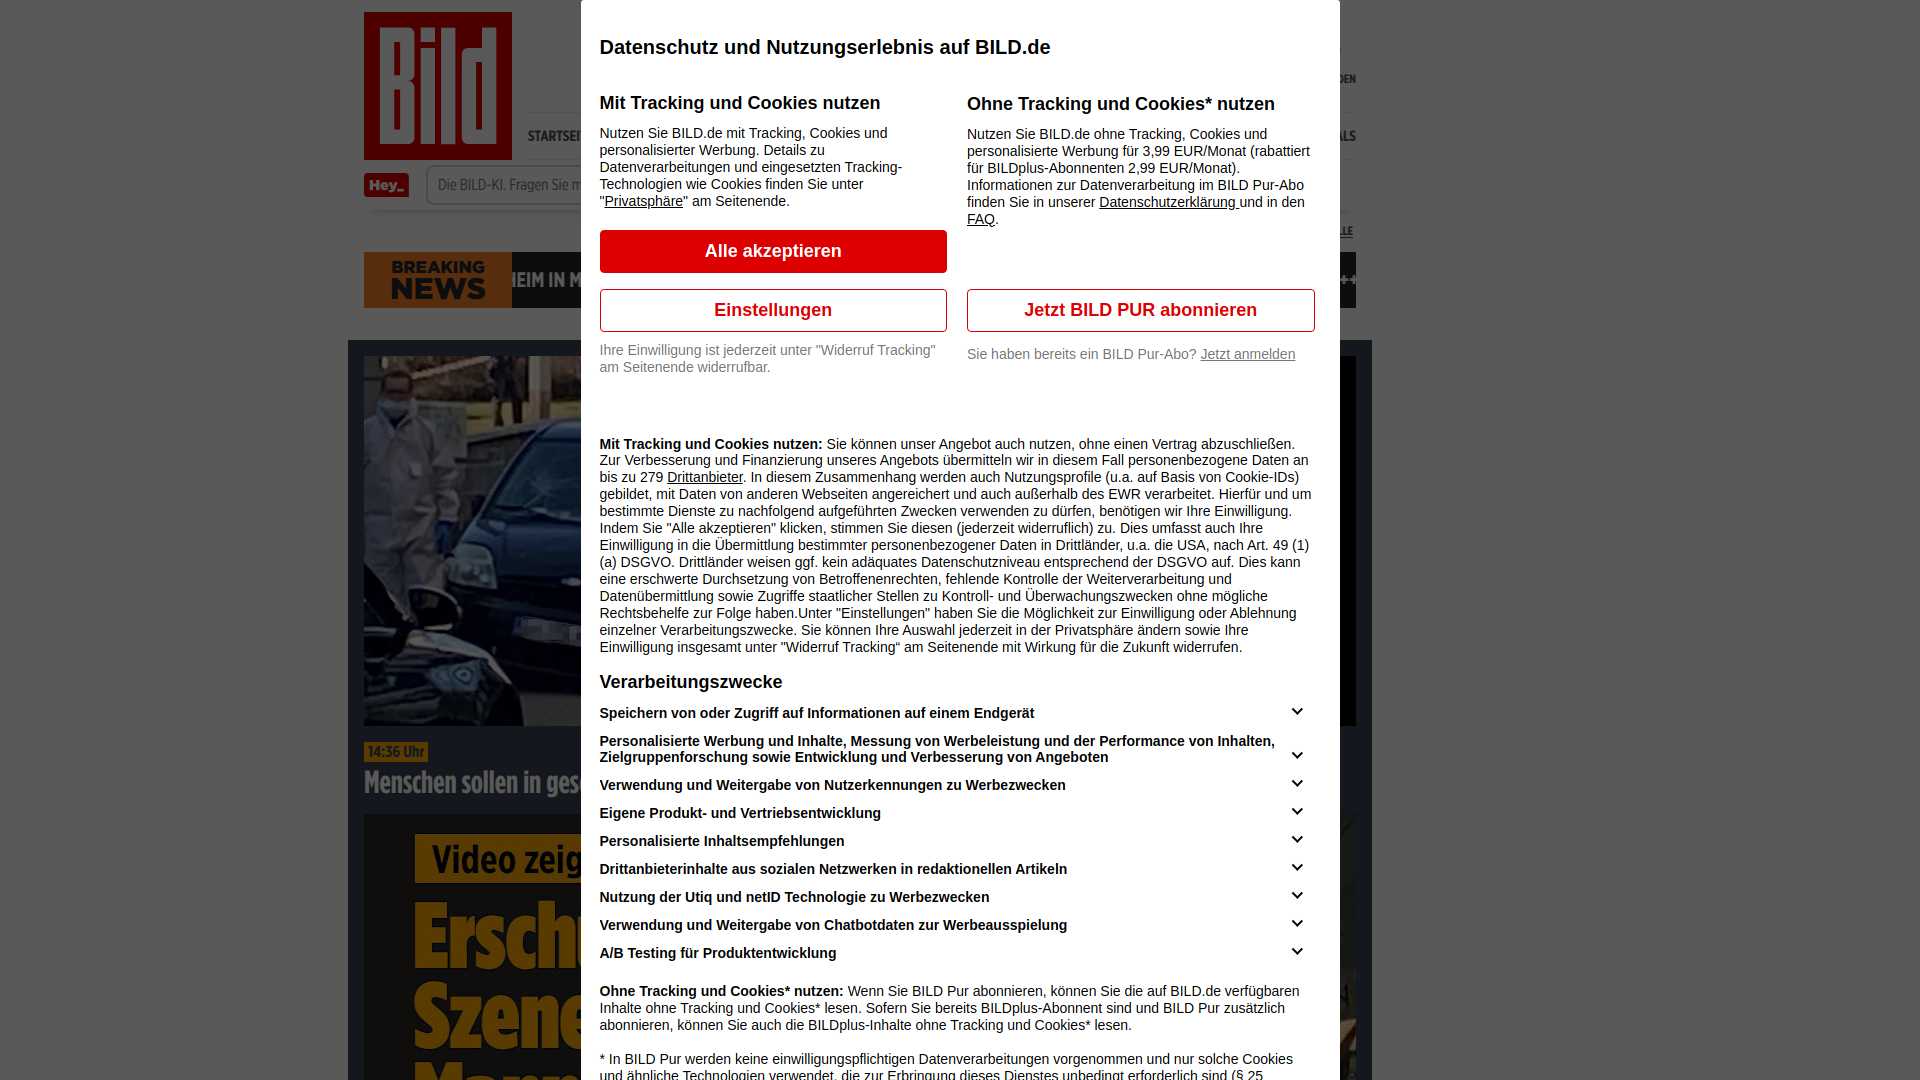 Bild
STARTSEI
Hey_
Die BILD-KI. Fragen Sie m
BREAKING
NEWS
HEIM IN M
14:36 Uhr
Menschen sollen in gese
Video zeig
Ersch
Szene
DEN
ALS
LLE
++
Datenschutz und Nutzungserlebnis auf BILD.de
Mit Tracking und Cookies nutzen
Nutzen Sie BILD.de mit Tracking, Cookies und
personalisierter Werbung. Details zu
Datenverarbeitungen und eingesetzten Tracking-
Technologien wie Cookies finden Sie unter
"Privatsphäre" am Seitenende.
Alle akzeptieren
Einstellungen
Ihre Einwilligung ist jederzeit unter "Widerruf Tracking"
am Seitenende widerrufbar.
Ohne Tracking und Cookies* nutzen
Nutzen Sie BILD.de ohne Tracking, Cookies und
personalisierte Werbung für 3,99 EUR/Monat (rabattiert
für BILDplus-Abonnenten 2,99 EUR/Monat).
Informationen zur Datenverarbeitung im BILD Pur-Abo
finden Sie in unserer Datenschutzerklärung und in den
FAQ.
Jetzt BILD PUR abonnieren
Sie haben bereits ein BILD Pur-Abo? Jetzt anmelden
Mit Tracking und Cookies nutzen: Sie können unser Angebot auch nutzen, ohne einen Vertrag abzuschließen.
Zur Verbesserung und Finanzierung unseres Angebots übermitteln wir in diesem Fall personenbezogene Daten an
bis zu 279 Drittanbieter. In diesem Zusammenhang werden auch Nutzungsprofile (u.a. auf Basis von Cookie-IDs)
gebildet, mit Daten von anderen Webseiten angereichert und auch außerhalb des EWR verarbeitet. Hierfür und um
bestimmte Dienste zu nachfolgend aufgeführten Zwecken verwenden zu dürfen, benötigen wir Ihre Einwilligung.
Indem Sie "Alle akzeptieren" klicken, stimmen Sie diesen (jederzeit widerruflich) zu. Dies umfasst auch Ihre
Einwilligung in die Übermittlung bestimmter personenbezogener Daten in Drittländer, u.a. die USA, nach Art. 49 (1)
(a) DSGVO. Drittländer weisen ggf. kein adäquates Datenschutzniveau entsprechend der DSGVO auf. Dies kann
eine erschwerte Durchsetzung von Betroffenenrechten, fehlende Kontrolle der Weiterverarbeitung und
Datenübermittlung sowie Zugriffe staatlicher Stellen zu Kontroll- und Überwachungszwecken ohne mögliche
Rechtsbehelfe zur Folge haben.Unter "Einstellungen" haben Sie die Möglichkeit zur Einwilligung oder Ablehnung
einzelner Verarbeitungszwecke. Sie können Ihre Auswahl jederzeit in der Privatsphäre ändern sowie Ihre
Einwilligung insgesamt unter "Widerruf Tracking“ am Seitenende mit Wirkung für die Zukunft widerrufen.
Verarbeitungszwecke
Speichern von oder Zugriff auf Informationen auf einem Endgerät
Personalisierte Werbung und Inhalte, Messung von Werbeleistung und der Performance von Inhalten,
Zielgruppenforschung sowie Entwicklung und Verbesserung von Angeboten
Verwendung und Weitergabe von Nutzerkennungen zu Werbezwecken
Eigene Produkt- und Vertriebsentwicklung
Personalisierte Inhaltsempfehlungen
Drittanbieterinhalte aus sozialen Netzwerken in redaktionellen Artikeln
Nutzung der Utiq und netID Technologie zu Werbezwecken
Verwendung und Weitergabe von Chatbotdaten zur Werbeausspielung
A/B Testing für Produktentwicklung
Ohne Tracking und Cookies* nutzen: Wenn Sie BILD Pur abonnieren, können Sie die auf BILD.de verfügbaren
Inhalte ohne Tracking und Cookies* lesen. Sofern Sie bereits BILDplus-Abonnent sind und BILD Pur zusätzlich
abonnieren, können Sie auch die BILDplus-Inhalte ohne Tracking und Cookies* lesen.
* In BILD Pur werden keine einwilligungspflichtigen Datenverarbeitungen vorgenommen und nur solche Cookies
und ähnliche Technologien verwendet, die zur Erbringung dieses Dienstes unbedingt erforderlich sind (§ 25